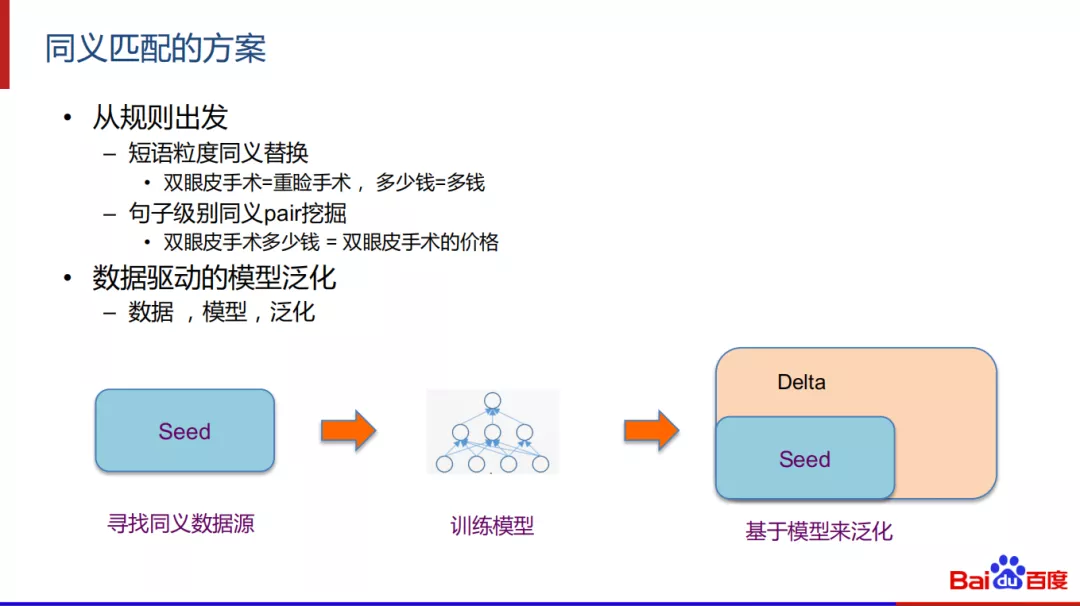 同义匹配的方案
• 从规则出发
– 短语粒度同义替换
• 双眼皮手术=重睑手术 ，多少钱=多钱
– 句子级别同义pair挖掘
• 双眼皮手术多少钱 = 双眼皮手术的价格
• 数据驱动的模型泛化
– 数据 ，模型，泛化
Seed
Delta
Seed
寻找同义数据源
训练模型
基于模型来泛化
Bai du 百度